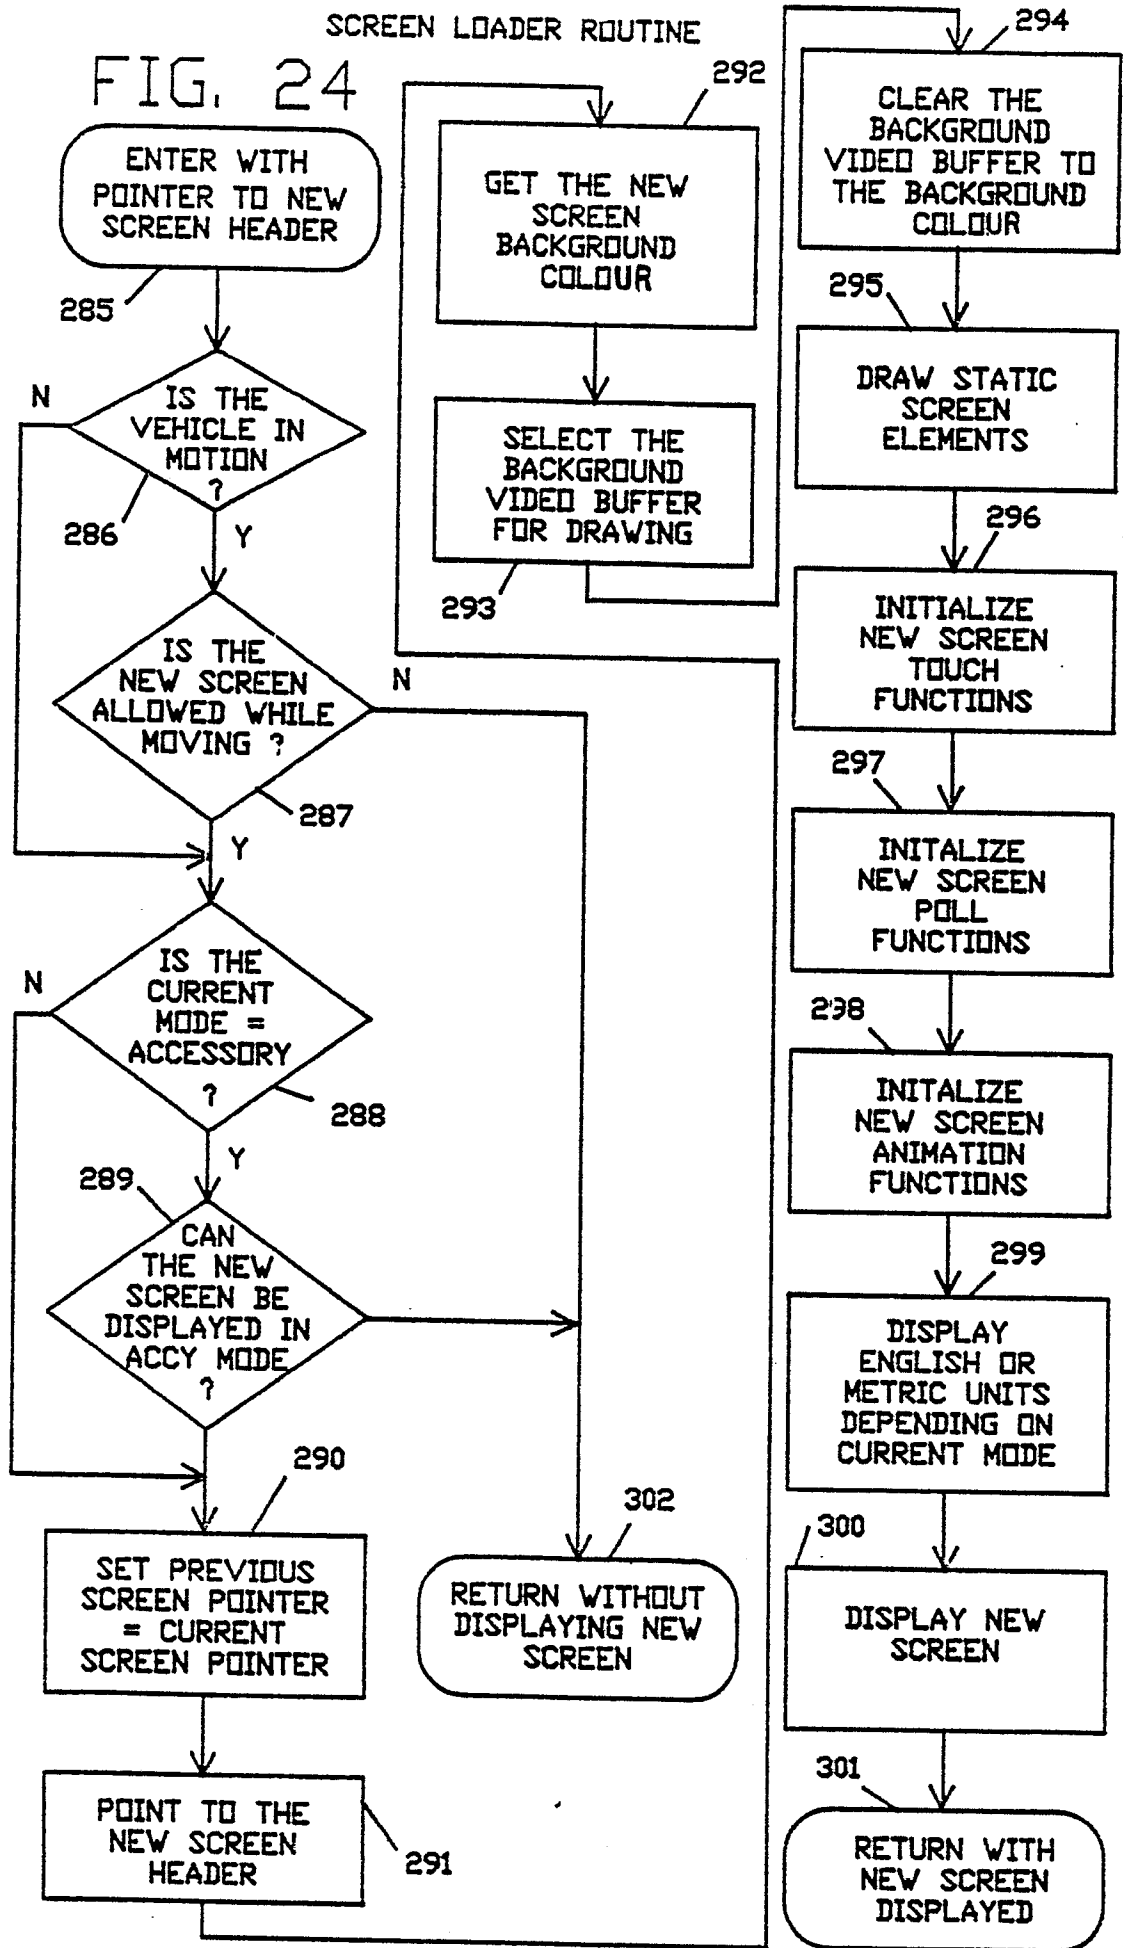 SCREEN LOADER ROUTINE
FIG. 24
ENTER WITH
POINTER TO NEW
SCREEN HEADER
285
IS THE
VEHICLE IN
MOTION
?
N
286
Y
IS THE
NEW SCREEN
ALLOWED WHILE
MOVING ?
N
287
Y
IS THE
CURRENT
MODE =
ACCESSORY
?
N
288
Y
289
CAN
THE NEW
SCREEN BE
DISPLAYED IN
ACCY MODE
?
290
SET PREVIOUS
SCREEN POINTER
= CURRENT
SCREEN POINTER
POINT TO THE
NEW SCREEN
HEADER
291
292
GET THE NEW
SCREEN
BACKGROUND
COLOUR
SELECT THE
BACKGROUND
VIDEO BUFFER
FOR DRAWING
293
302
RETURN WITHOUT
DISPLAYING NEW
SCREEN
294
CLEAR THE
BACKGROUND
VIDEO BUFFER TO
THE BACKGROUND
COLOUR
295
DRAW STATIC
SCREEN
ELEMENTS
296
INITIALIZE
NEW SCREEN
TOUCH
FUNCTIONS
297
INITALIZE
NEW SCREEN
POLL
FUNCTIONS
298
INITALIZE
NEW SCREEN
ANIMATION
FUNCTIONS
299
DISPLAY
ENGLISH OR
METRIC UNITS
DEPENDING ON
CURRENT MODE
300
DISPLAY NEW
SCREEN
301
RETURN WITH
NEW SCREEN
DISPLAYED